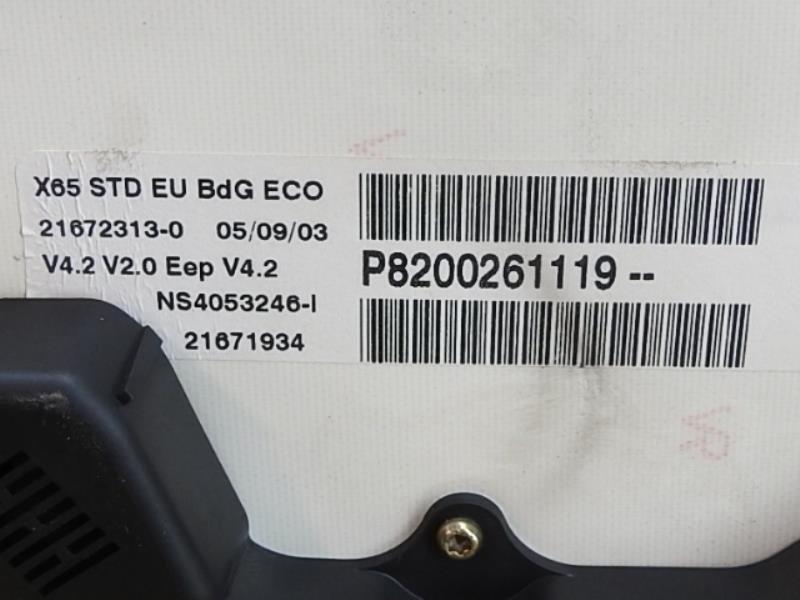 X65 STD EU BdG ECO
21672313-0 05/09/03
V4.2 V2.0 Eep V4.2
NS4053246-I
21671934
P8200261119 --
VR